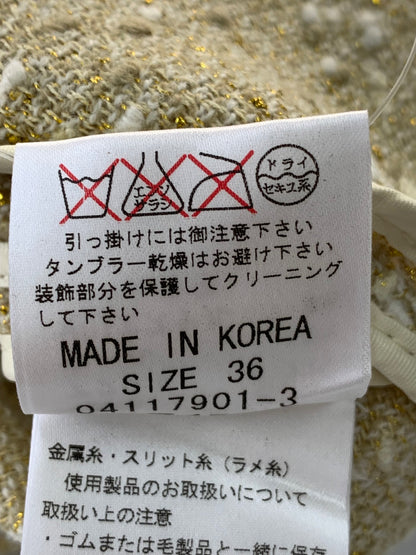 エンソ
サラシ
ドライ
セキユ系
引っ掛けには御注意下さい
タンブラー乾燥はお避け下さい
装飾部分を保護してクリーニング
して下さい
MADE IN KOREA
SIZE 36
94117901-3
金属糸・スリット糸（ラメ糸）
使用製品のお取扱いについて
取扱い上の注意
・ゴムまたは毛製品と一緒に保存